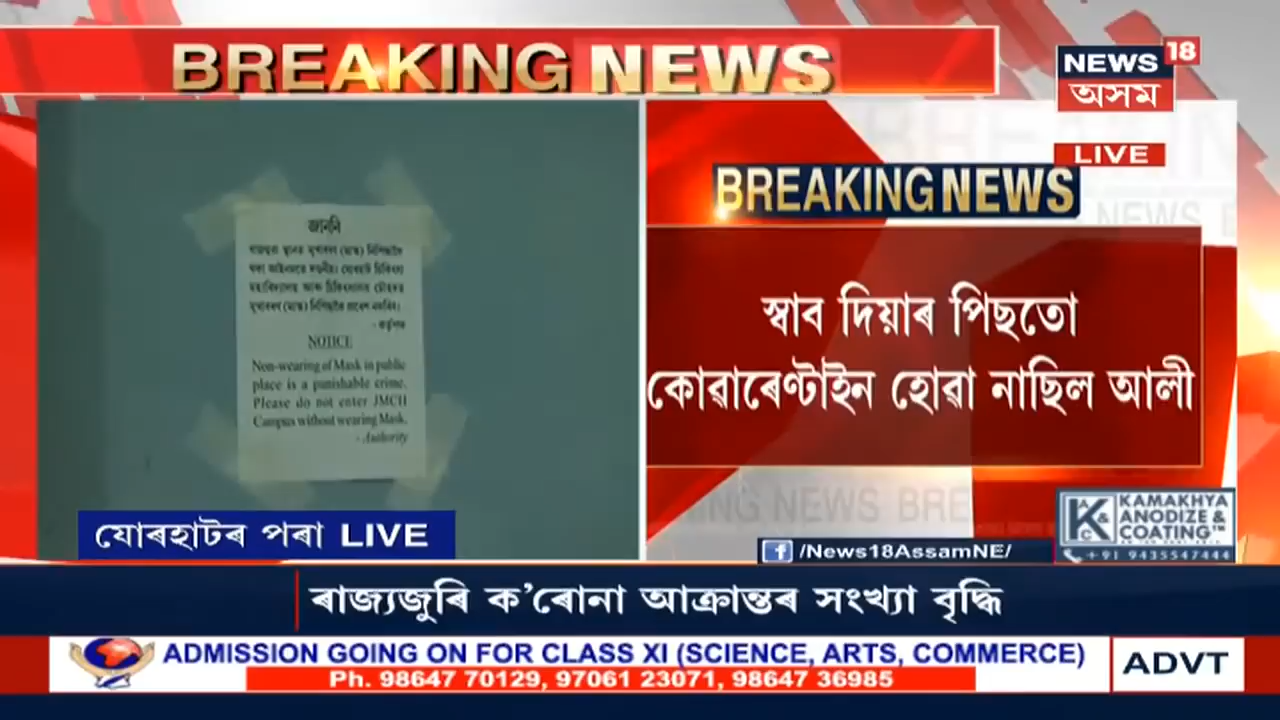 BREAKING NEWS
NEWS 18
অসম
LIVE
BREAKING NEWS
জাননী
NOTICE
Non-wearing of Mask in public
place is a punishable crime.
Please do not enter JMCH
Campus without wearing Mask.
- Authority
স্বাব দিয়াৰ পিছতো
কোৱাৰেণ্টাইন হোৱা নাছিল আলী
যোৰহাটৰ পৰা LIVE
f /News18AssamNE/
KAMAKHYA
ANODIZE &
COATING™
+91 9435547444
ৰাজ্যজুৰি ক'ৰোনা আক্ৰান্তৰ সংখ্যা বৃদ্ধি
ADMISSION GOING ON FOR CLASS XI (SCIENCE, ARTS, COMMERCE)
Ph. 98647 70129, 97061 23071, 98647 36985
ADVT